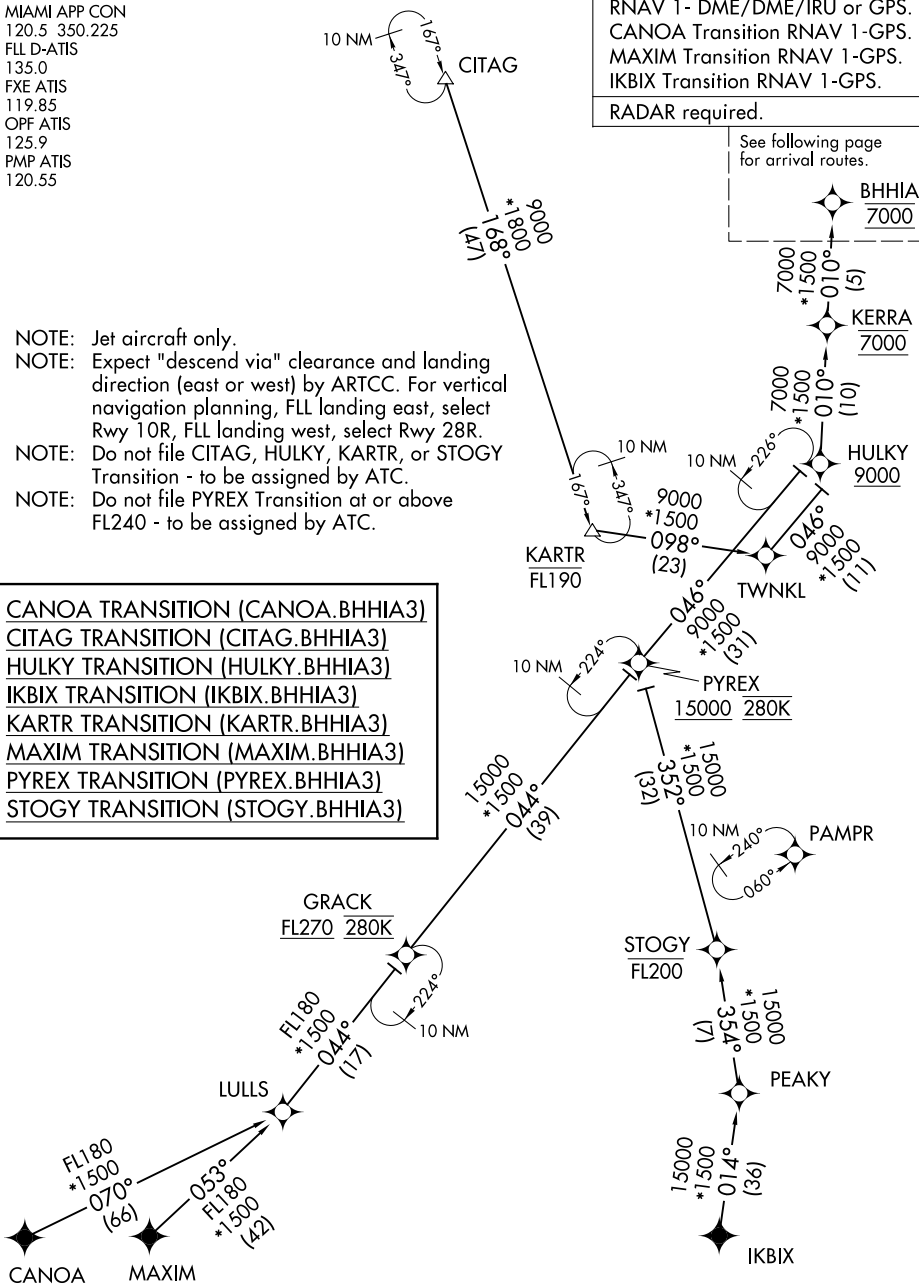 MIAMI APP CON
120.5 350.225
FLL D-ATIS
135.0
FXE ATIS
119.85
OPF ATIS
125.9
PMP ATIS
120.55
RNAV 1- DME/DME/IRU or GPS.
CANOA Transition RNAV 1-GPS.
MAXIM Transition RNAV 1-GPS.
IKBIX Transition RNAV 1-GPS.
RADAR required.
See following page
for arrival routes.
10 NM
167°
347°
CITAG
9000
*1800
168°
(47)
BHHIA
7000
7000
*1500
010°
(5)
KERRA
7000
7000
*1500
010°
(10)
NOTE: Jet aircraft only.
NOTE: Expect "descend via" clearance and landing
direction (east or west) by ARTCC. For vertical
navigation planning, FLL landing east, select
Rwy 10R, FLL landing west, select Rwy 28R.
NOTE: Do not file CITAG, HULKY, KARTR, or STOGY
Transition - to be assigned by ATC.
NOTE: Do not file PYREX Transition at or above
FL240 - to be assigned by ATC.
10 NM
347°
167°
KARTR
FL190
9000
*1500
098°
(23)
10 NM
226°
HULKY
9000
046°
9000
*1500
(11)
TWNKL
046°
9000
*1500
(31)
CANOA TRANSITION (CANOA.BHHIA3)
CITAG TRANSITION (CITAG.BHHIA3)
HULKY TRANSITION (HULKY.BHHIA3)
IKBIX TRANSITION (IKBIX.BHHIA3)
KARTR TRANSITION (KARTR.BHHIA3)
MAXIM TRANSITION (MAXIM.BHHIA3)
PYREX TRANSITION (PYREX.BHHIA3)
STOGY TRANSITION (STOGY.BHHIA3)
10 NM
224°
PYREX
15000 280K
15000
*1500
044°
(39)
15000
*1500
352°
(32)
10 NM
240°
060°
PAMPR
GRACK
FL270 280K
224°
10 NM
STOGY
FL200
FL180
*1500
044°
(17)
15000
*1500
354°
(7)
LULLS
PEAKY
FL180
*1500
070°
(66)
053°
FL180
*1500
(42)
15000
*1500
014°
(36)
CANOA
MAXIM
IKBIX